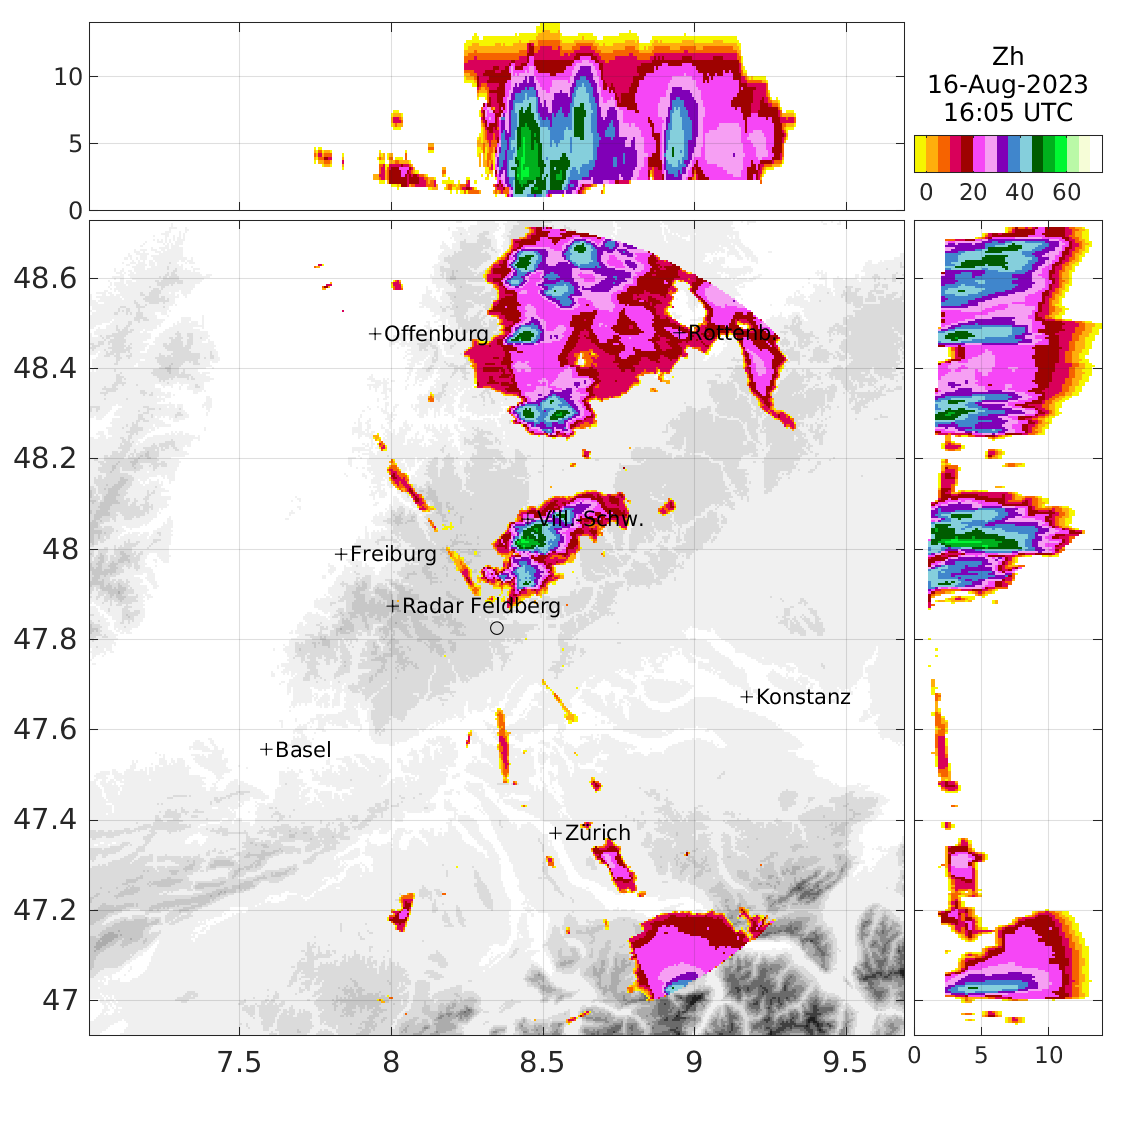 Zh
16-Aug-2023
16:05 UTC
0 20 40 60
10
5
0
48.6
48.4
48.2
48
47.8
47.6
47.4
47.2
47
+Offenburg
+Rottenb.
+Vill.-Schw.
+Freiburg
+Radar Feldberg
+Konstanz
+Basel
+Zürich
7.5 8 8.5 9 9.5
0 5 10